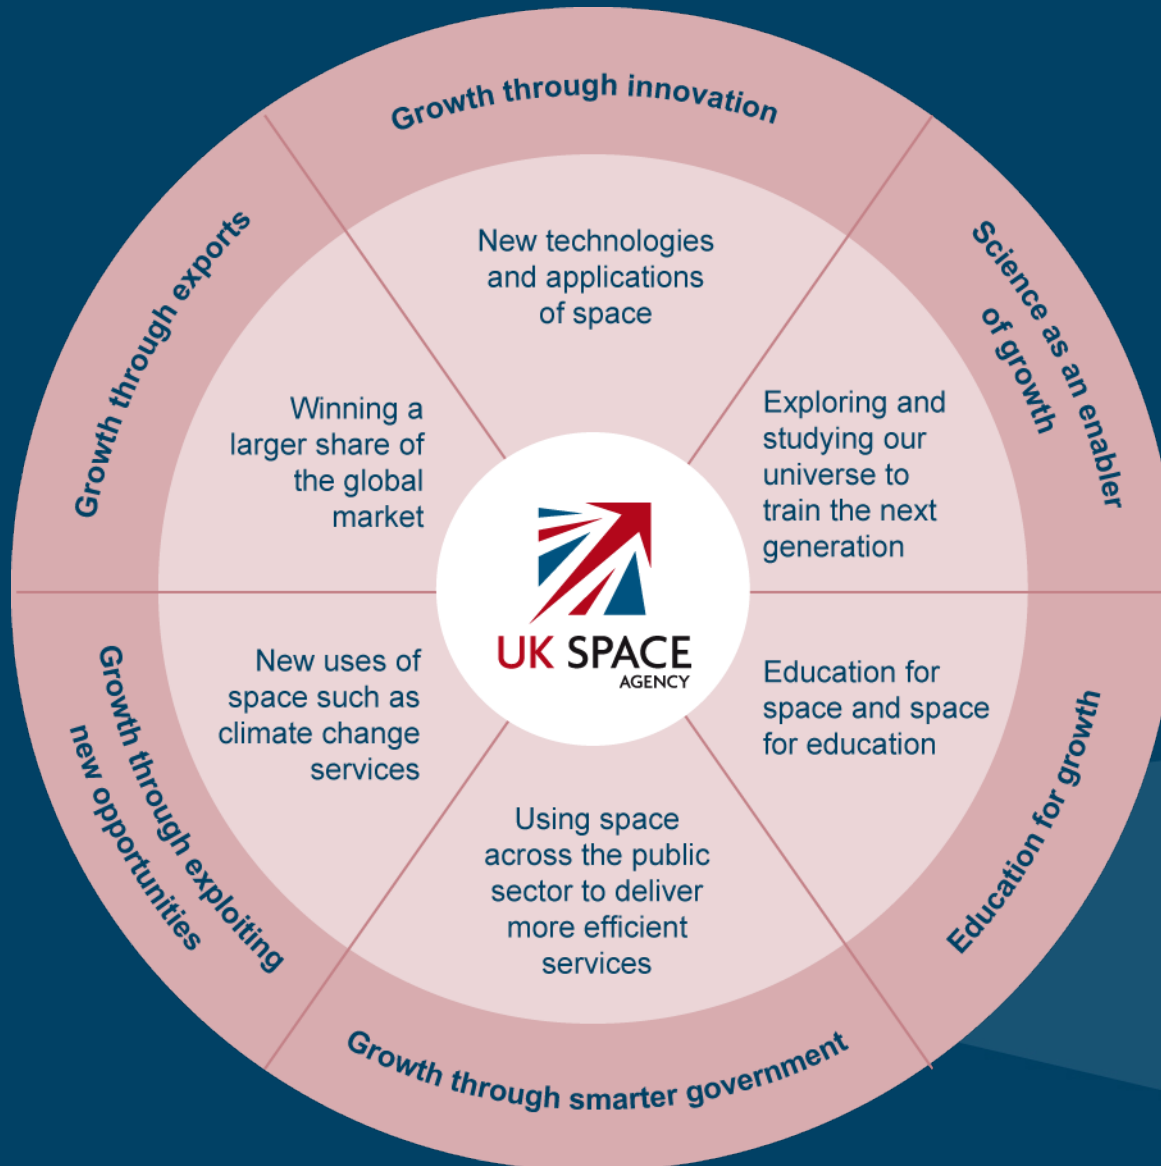 Growth through innovation
New technologies
and applications
of space
Science as an enabler
of growth
Exploring and
studying our
universe to
train the next
generation
Education for growth
Education for
space and space
for education
Growth through smarter government
Using space
across the public
sector to deliver
more efficient
services
Growth through exploiting
new opportunities
New uses of
space such as
climate change
services
Growth through exports
Winning a
larger share of
the global
market
UK SPACE
AGENCY